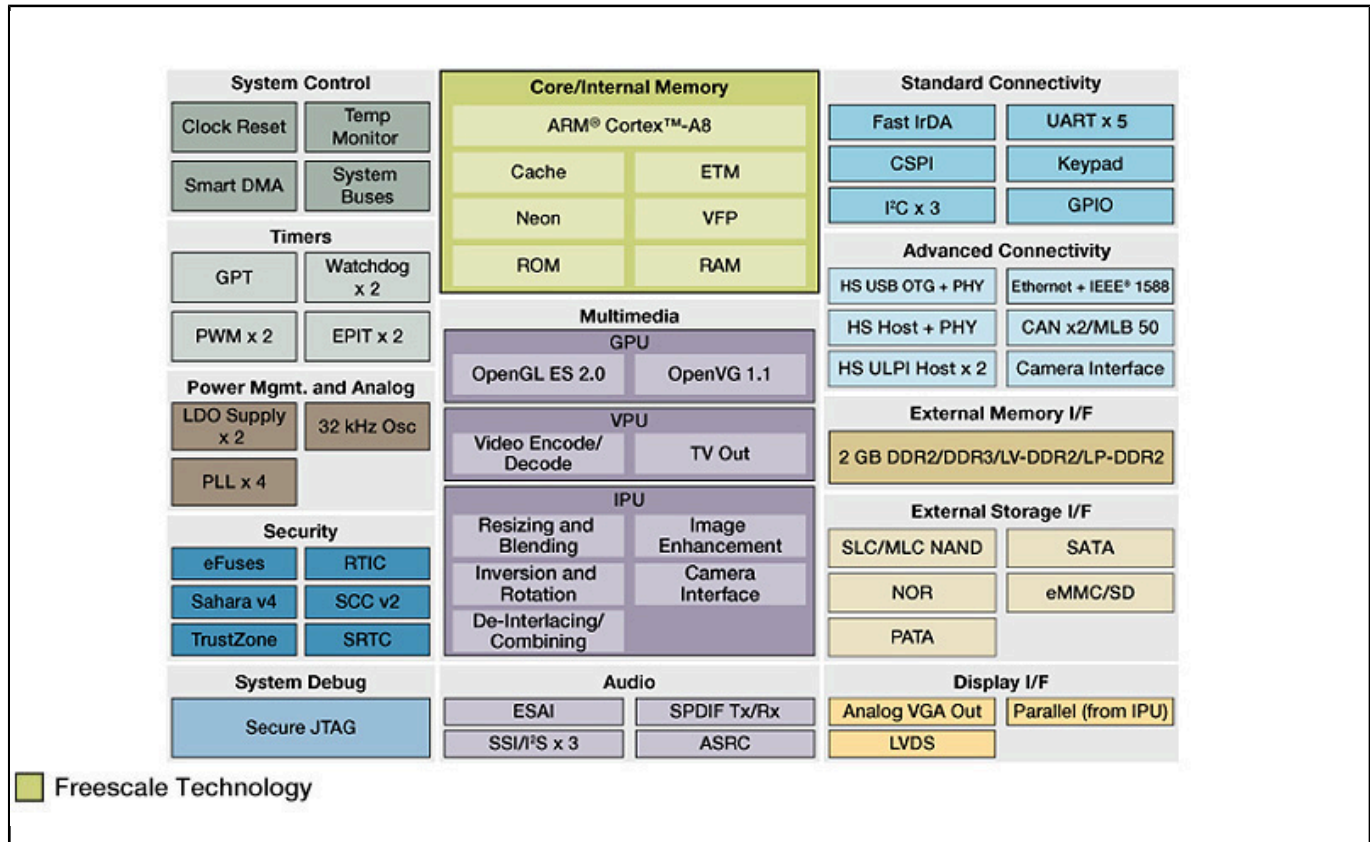 System Control
Clock Reset
Temp
Monitor
Smart DMA
System
Buses
Timers
GPT
Watchdog
x 2
PWM x 2
EPIT x 2
Power Mgmt. and Analog
LDO Supply
x 2
32 kHz Osc
PLL x 4
Security
eFuses
RTIC
Sahara v4
SCC v2
TrustZone
SRTC
System Debug
Secure JTAG
Core/Internal Memory
ARM® Cortex™-A8
Cache
ETM
Neon
VFP
ROM
RAM
Multimedia
GPU
OpenGL ES 2.0
OpenVG 1.1
VPU
Video Encode/
Decode
TV Out
IPU
Resizing and
Blending
Image
Enhancement
Inversion and
Rotation
Camera
Interface
De-Interlacing/
Combining
Audio
ESAI
SPDIF Tx/Rx
SSI/I²S x 3
ASRC
Standard Connectivity
Fast IrDA
UART x 5
CSPI
Keypad
I²C x 3
GPIO
Advanced Connectivity
HS USB OTG + PHY
Ethernet + IEEE® 1588
HS Host + PHY
CAN x2/MLB 50
HS ULPI Host x 2
Camera Interface
External Memory I/F
2 GB DDR2/DDR3/LV-DDR2/LP-DDR2
External Storage I/F
SLC/MLC NAND
SATA
NOR
eMMC/SD
PATA
Display I/F
Analog VGA Out
Parallel (from IPU)
LVDS
Freescale Technology